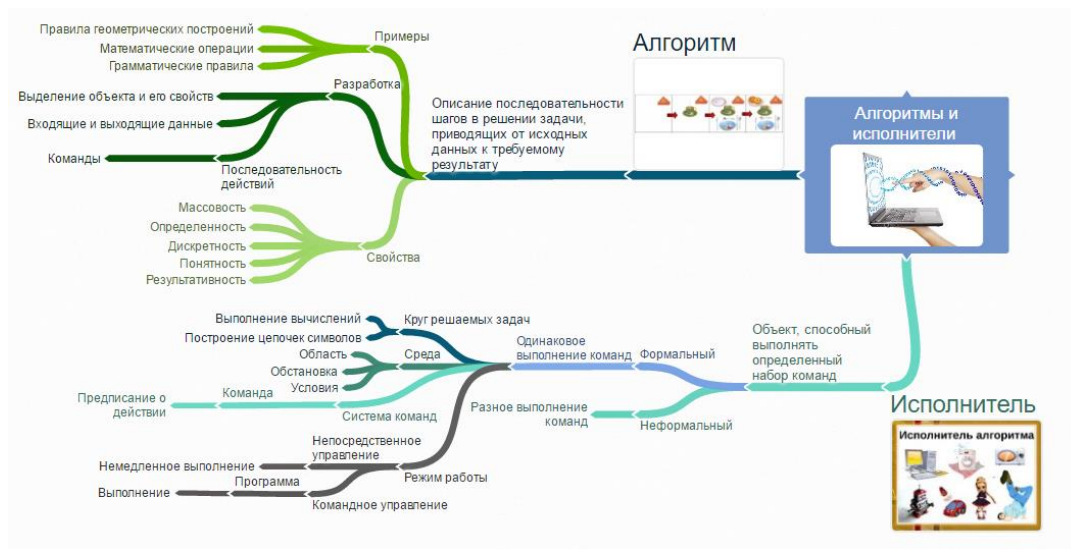 Правила геометрических построений
Математические операции
Грамматические правила
Примеры
Выделение объекта и его свойств
Входящие и выходящие данные
Команды
Последовательность
действий
Разработка
Массовость
Определенность
Дискретность
Понятность
Результативность
Свойства
Описание последовательности
шагов в решении задачи,
приводящих от исходных
данных к требуемому
результату
Алгоритм
Алгоритмы и
исполнители
Выполнение вычислений
Построение цепочек символов
Круг решаемых задач
Область
Обстановка
Условия
Среда
Предписание о
действии
Команда
Система команд
Немедленное выполнение
Непосредственное
управление
Выполнение
Программа
Командное управление
Режим работы
Одинаковое
выполнение команд
Формальный
Разное выполнение
команд
Неформальный
Объект, способный
выполнять
определенный
набор команд
Исполнитель
Исполнитель алгоритма